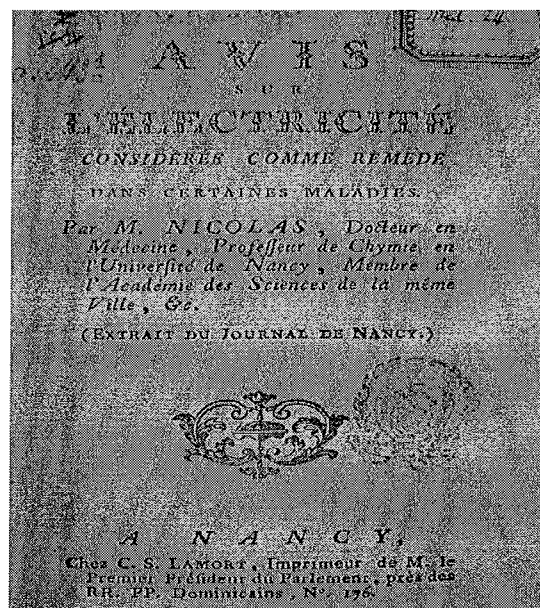 AVIS
SUR
L'ÉLECTRICITÉ
CONSIDÉRÉE COMME REMÈDE
DANS CERTAINES MALADIES.
Par M. NICOLAS, Docteur en
Médecine, Professeur de Chymie en
l'Université de Nancy, Membre de
l'Académie des Sciences de la même
Ville, &c.
(EXTRAIT DU JOURNAL DE NANCY.)
A NANCY,
Chez C. S. LAMORT, Imprimeur de M. le
Premier Président du Parlement, près des
RR. PP. Dominicains, N°. 176.